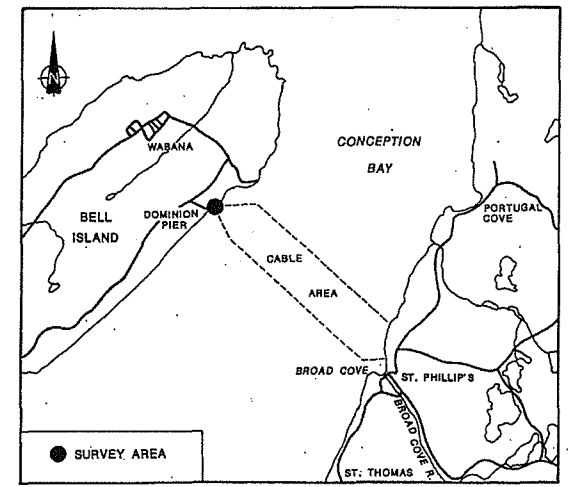 N
WABANA
CONCEPTION
BAY
PORTUGAL
COVE
DOMINION
PIER
BELL
ISLAND
CABLE
AREA
BROAD COVE
ST. PHILLIP'S
BROAD COVE R.
ST. THOMAS
SURVEY AREA